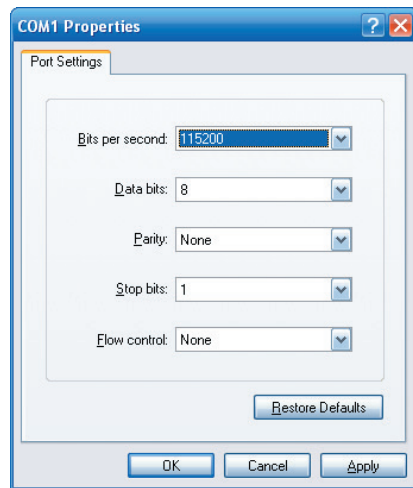 COM1 Properties
Port Settings
Bits per second: 115200
Data bits: 8
Parity: None
Stop bits: 1
Flow control: None
Restore Defaults
OK Cancel Apply